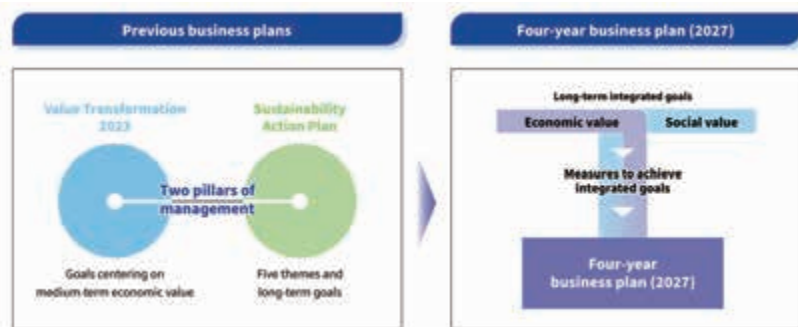 Previous business plans
Value Transformation
2023
Sustainability
Action Plan
Two pillars of
management
Goals centering on
medium-term economic value
Five themes and
long-term goals
Four-year business plan (2027)
Long-term integrated goals
Economic value
Social value
Measures to achieve
integrated goals
Four-year
business plan (2027)